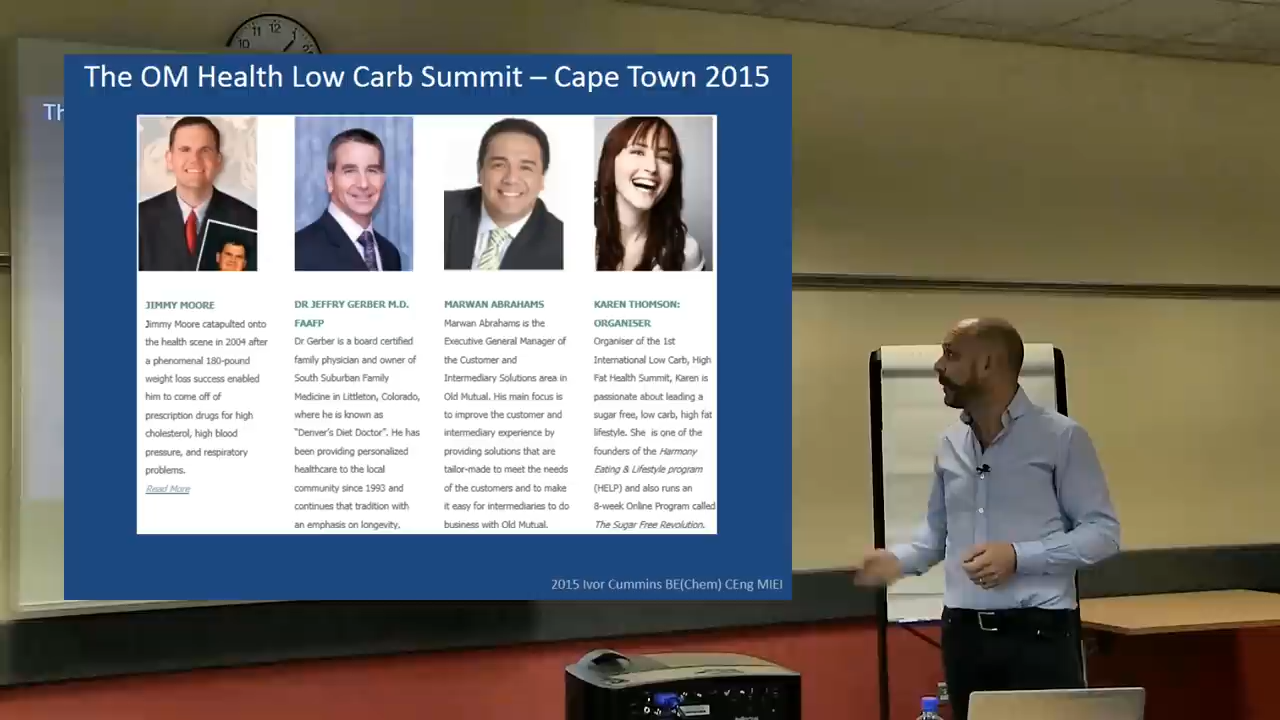 11 12 1
10
The OM Health Low Carb Summit – Cape Town 2015
Th
JIMMY MOORE
Jimmy Moore catapulted onto
the health scene in 2004 after
a phenomenal 180-pound
weight loss success enabled
him to come off of
prescription drugs for high
cholesterol, high blood
pressure, and respiratory
problems.
Read More
DR JEFFRY GERBER M.D.
FAAFP
Dr Gerber is a board certified
family physician and owner of
South Suburban Family
Medicine in Littleton, Colorado,
where he is known as
"Denver's Diet Doctor". He has
been providing personalized
healthcare to the local
community since 1993 and
continues that tradition with
an emphasis on longevity,
MARWAN ABRAHAMS
Marwan Abrahams is the
Executive General Manager of
the Customer and
Intermediary Solutions area in
Old Mutual. His main focus is
to improve the customer and
intermediary experience by
providing solutions that are
tailor-made to meet the needs
of the customers and to make
it easy for intermediaries to do
business with Old Mutual.
KAREN THOMSON:
ORGANISER
Organiser of the 1st
International Low Carb, High
Fat Health Summit, Karen is
passionate about leading a
sugar free, low carb, high fat
lifestyle. She is one of the
founders of the Harmony
Eating & Lifestyle program
(HELP) and also runs an
8-week Online Program called
The Sugar Free Revolution.
2015 Ivor Cummins BE(Chem) CEng MIEI